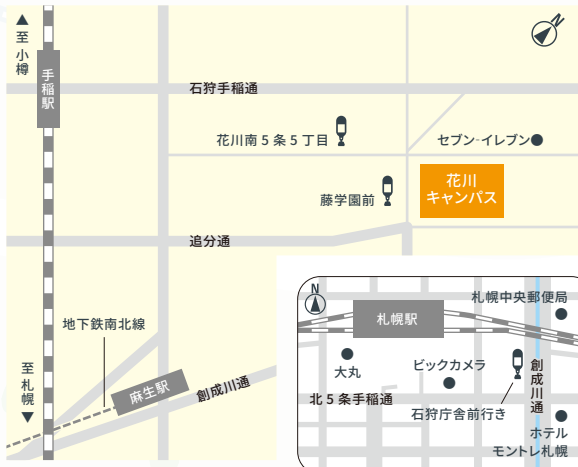 ▲
至
小
樽
N
手
稲
駅
石狩手稲通
花川南5条5丁目
セブン-イレブン
花川
キャンパス
藤学園前
追分通
地下鉄南北線
至
札
幌
▼
麻生駅
創成川通
N
札幌中央郵便局
札幌駅
大丸
ビックカメラ
創
成
川
通
北5条手稲通
石狩庁舎前行き
ホテル
モントレ札幌